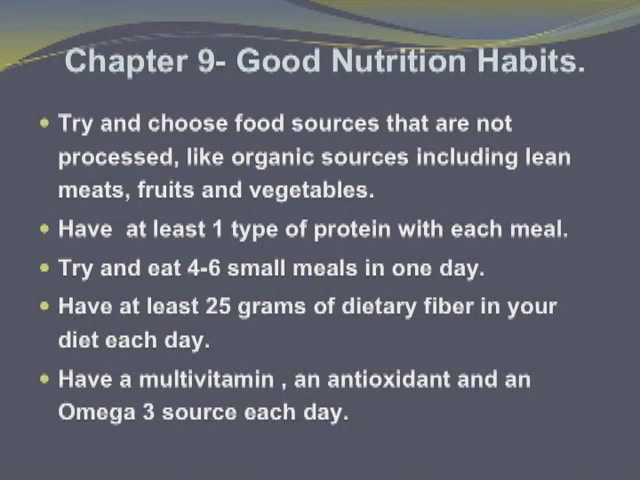 Chapter 9- Good Nutrition Habits.
Try and choose food sources that are not
processed, like organic sources including lean
meats, fruits and vegetables.
Have at least 1 type of protein with each meal.
Try and eat 4-6 small meals in one day.
Have at least 25 grams of dietary fiber in your
diet each day.
Have a multivitamin , an antioxidant and an
Omega 3 source each day.